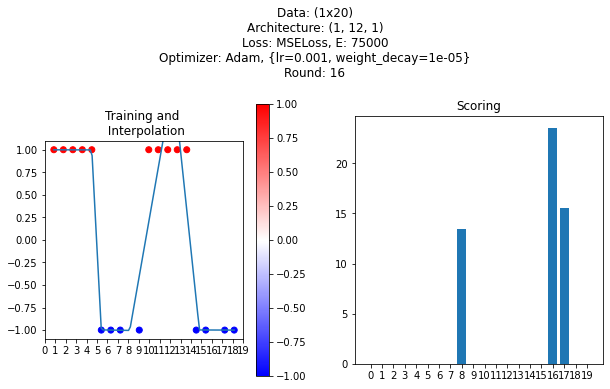 Data: (1x20)
Architecture: (1, 12, 1)
Loss: MSELoss, E: 75000
Optimizer: Adam, {lr=0.001, weight_decay=1e-05}
Round: 16
Training and
Interpolation
1.00
0.75
0.50
0.25
0.00
−0.25
−0.50
−0.75
−1.00
0 1 2 3 4 5 6 7 8 9 10 11 12 13 14 15 16 17 18 19
1.00
0.75
0.50
0.25
0.00
−0.25
−0.50
−0.75
−1.00
Scoring
20
15
10
5
0
0 1 2 3 4 5 6 7 8 9 10 11 12 13 14 15 16 17 18 19